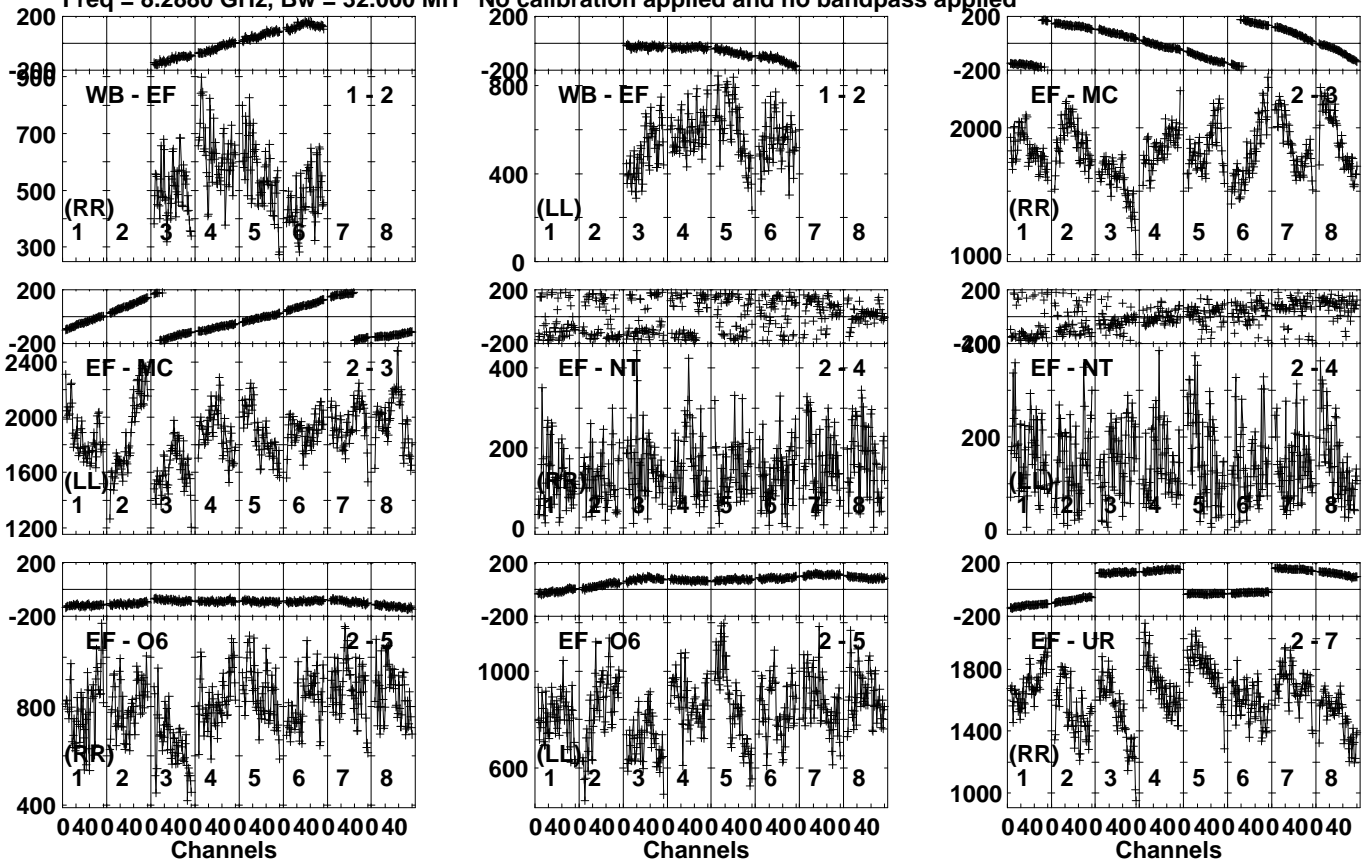 Freq = 8.2880 GHz, Bw = 32.000 MH No calibration applied and no bandpass applied
200 200 200
-200 -200 -200
900 800
WB - EF 1 - 2 WB - EF 1 - 2 EF - MC 2 - 3
700 2000
500 400
(RR) (LL) (RR)
1 2 3 4 5 6 7 8 1 2 3 4 5 6 7 8 1 2 3 4 5 6 7 8
300 0 1000
200 200 200
-200 -200 -200
2400 400 400
EF - MC 2 - 3 EF - NT 2 - 4 EF - NT 2 - 4
2000 200 200
1600
(LL) (RR) (LL)
1 2 3 4 5 6 7 8 1 2 3 4 5 6 7 8 1 2 3 4 5 6 7 8
1200 0 0
200 200 200
-200 -200 -200
EF - O6 2 - 5 EF - O6 2 - 5 EF - UR 2 - 7
1000 1800
800 1400
(RR) (LL) (RR)
600
1 2 3 4 5 6 7 8 1 2 3 4 5 6 7 8 1 2 3 4 5 6 7 8
400 1000
0 40 0 40 0 40 0 40 0 40 0 40 0 40 0 40 0 40 0 40 0 40 0 40 0 40 0 40 0 40 0 40 0 40 0 40 0 40 0 40 0 40 0 40 0 40 0 40
Channels Channels Channels